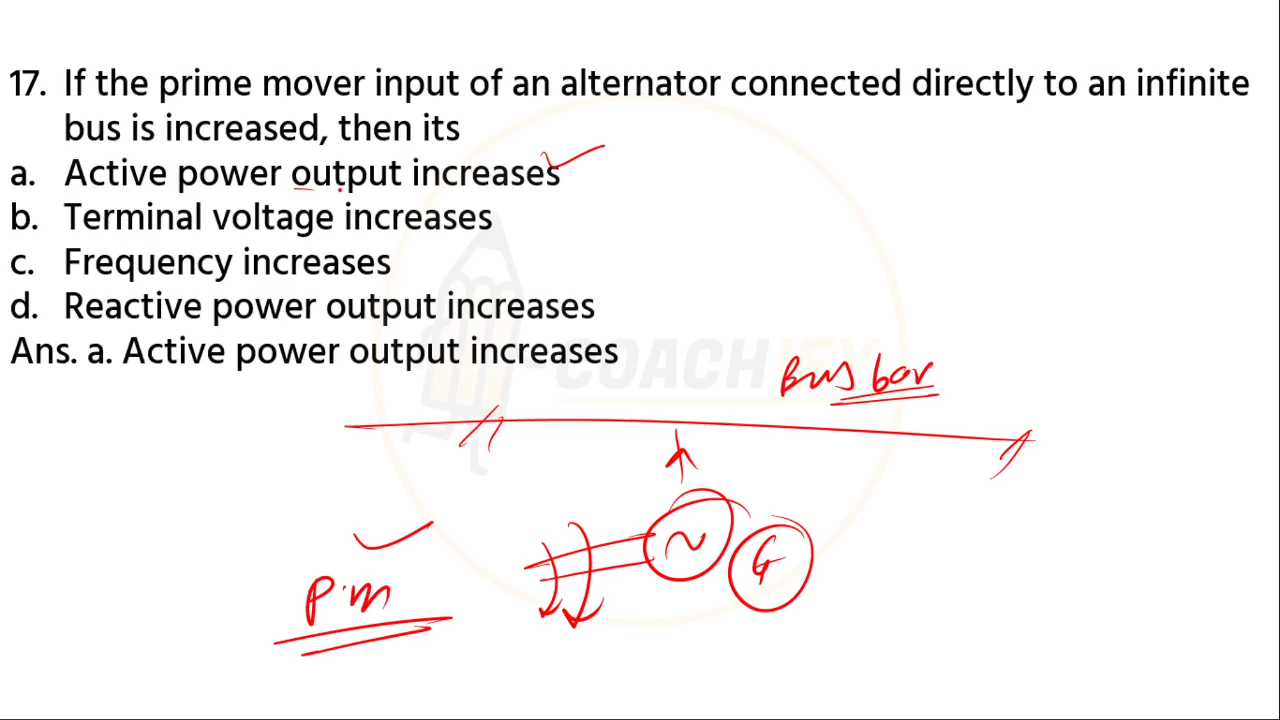 17. If the prime mover input of an alternator connected directly to an infinite
bus is increased, then its
a. Active power output increases
b. Terminal voltage increases
c. Frequency increases
d. Reactive power output increases
Ans. a. Active power output increases
COACH
Bus bar
~
G
P.m